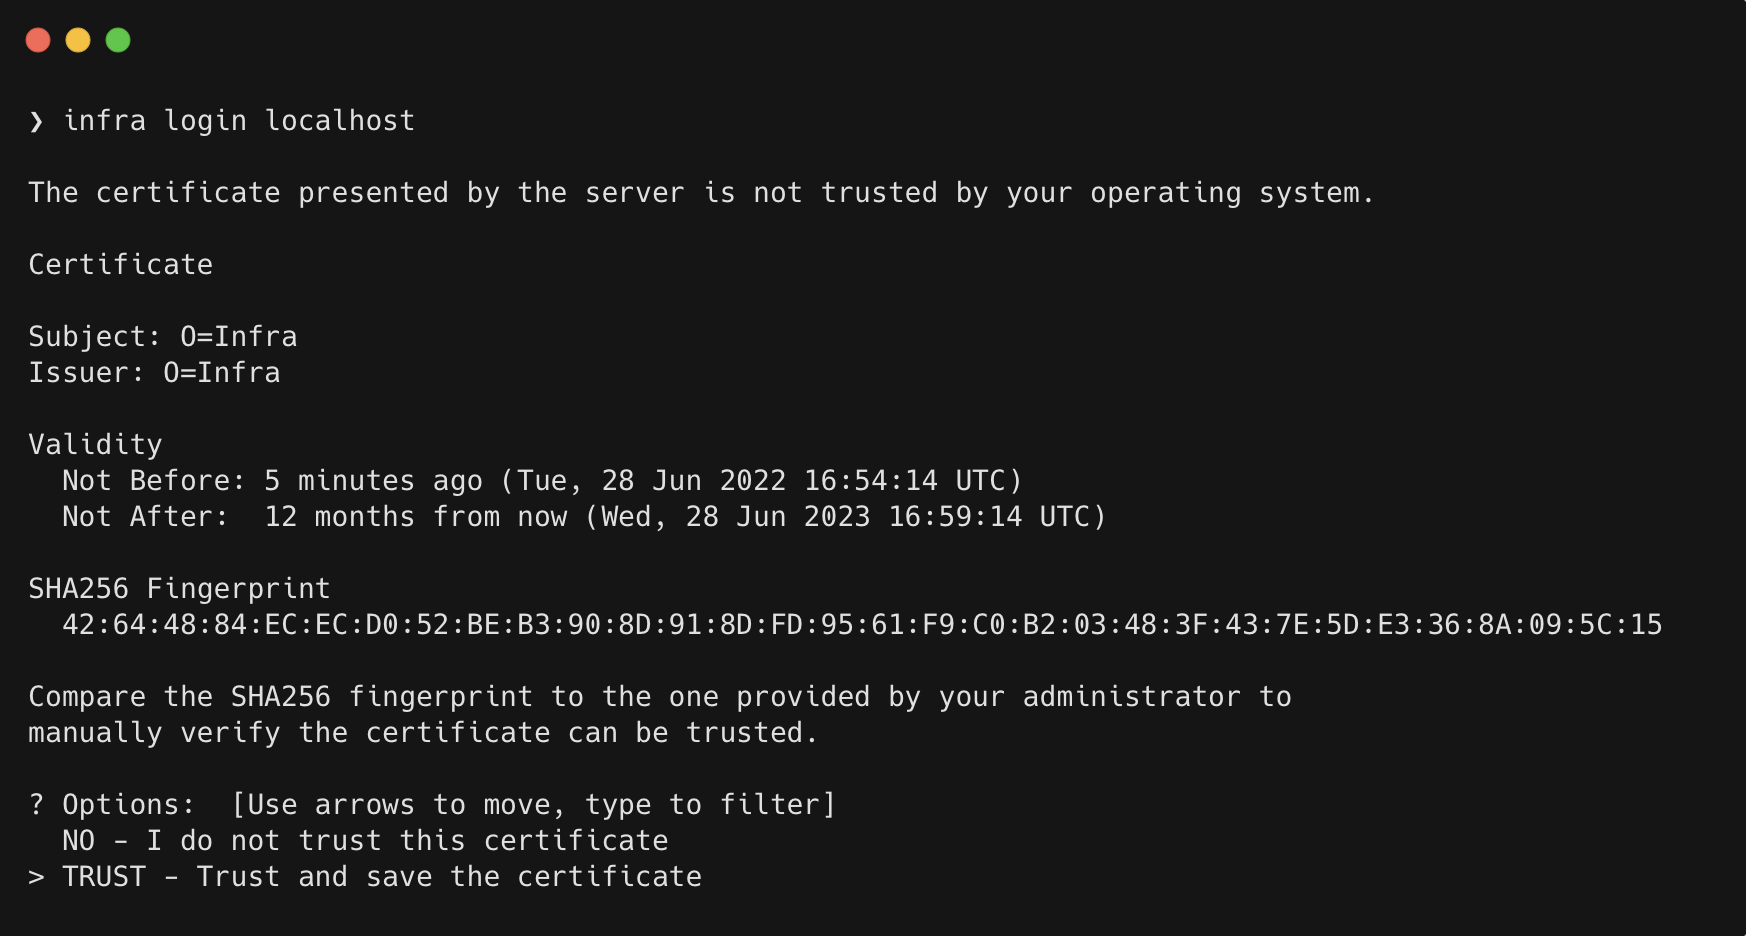 ❯ infra login localhost
The certificate presented by the server is not trusted by your operating system.
Certificate
Subject: O=Infra
Issuer: O=Infra
Validity
Not Before: 5 minutes ago (Tue, 28 Jun 2022 16:54:14 UTC)
Not After:  12 months from now (Wed, 28 Jun 2023 16:59:14 UTC)
SHA256 Fingerprint
42:64:48:84:EC:EC:D0:52:BE:B3:90:8D:91:8D:FD:95:61:F9:C0:B2:03:48:3F:43:7E:5D:E3:36:8A:09:5C:15
Compare the SHA256 fingerprint to the one provided by your administrator to
manually verify the certificate can be trusted.
? Options:  [Use arrows to move, type to filter]
NO - I do not trust this certificate
> TRUST - Trust and save the certificate